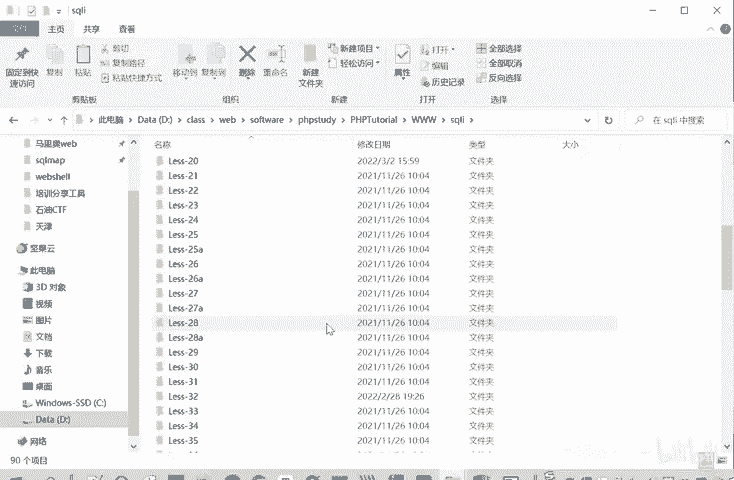 sqli
主页 共享 查看
固定到快速访问
复制
粘贴
剪切
复制路径
粘贴快捷方式
剪贴板
移动到
复制到
删除
重命名
组织
新建文件夹
新建项目
轻松访问
新建
属性
打开
编辑
历史记录
打开
全部选择
全部取消
反向选择
选择
此电脑 › Data (D:) › class › web › software › phpstudy › PHPTutorial › WWW › sqli ›
在 sqli 中搜索
马里奥web
sqlmap
webshell
培训分享工具
石油CTF
天津
坚果云
此电脑
3D 对象
视频
图片
文档
下载
音乐
桌面
Windows-SSD (C:)
Data (D:)
网络
名称 修改日期 类型 大小
Less-20 2022/3/2 15:59 文件夹
Less-21 2021/11/26 10:04 文件夹
Less-22 2021/11/26 10:04 文件夹
Less-23 2021/11/26 10:04 文件夹
Less-24 2021/11/26 10:04 文件夹
Less-25 2021/11/26 10:04 文件夹
Less-25a 2021/11/26 10:04 文件夹
Less-26 2021/11/26 10:04 文件夹
Less-26a 2021/11/26 10:04 文件夹
Less-27 2021/11/26 10:04 文件夹
Less-27a 2021/11/26 10:04 文件夹
Less-28 2021/11/26 10:04 文件夹
Less-28a 2021/11/26 10:04 文件夹
Less-29 2021/11/26 10:04 文件夹
Less-30 2021/11/26 10:04 文件夹
Less-31 2021/11/26 10:04 文件夹
Less-32 2022/2/28 19:26 文件夹
Less-33 2021/11/26 10:04 文件夹
Less-34 2021/11/26 10:04 文件夹
Less-35 2021/11/26 10:04 文件夹
90 个项目